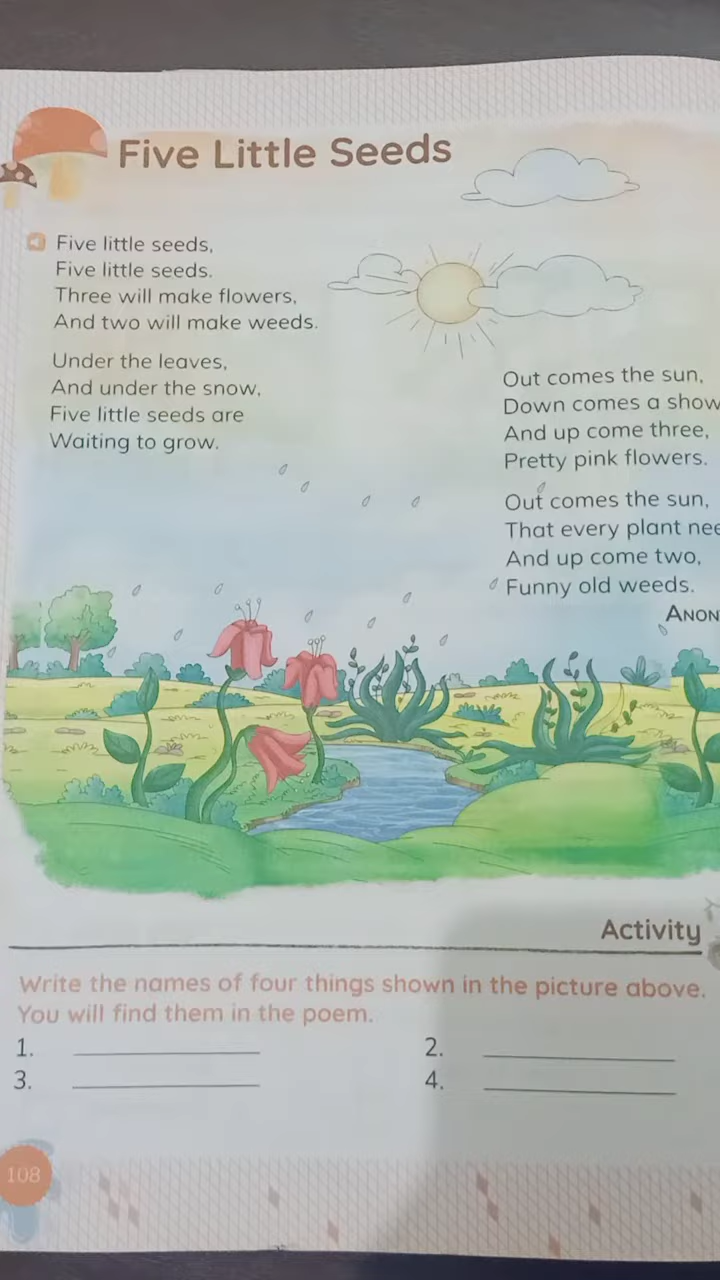 Five Little Seeds
Five little seeds,
Five little seeds.
Three will make flowers,
And two will make weeds.
Under the leaves,
And under the snow,
Five little seeds are
Waiting to grow.
Out comes the sun,
Down comes a show
And up come three,
Pretty pink flowers.
Out comes the sun,
That every plant nee
And up come two,
Funny old weeds.
ANON
Activity
Write the names of four things shown in the picture above.
You will find them in the poem.
1.
2.
3.
4.
108